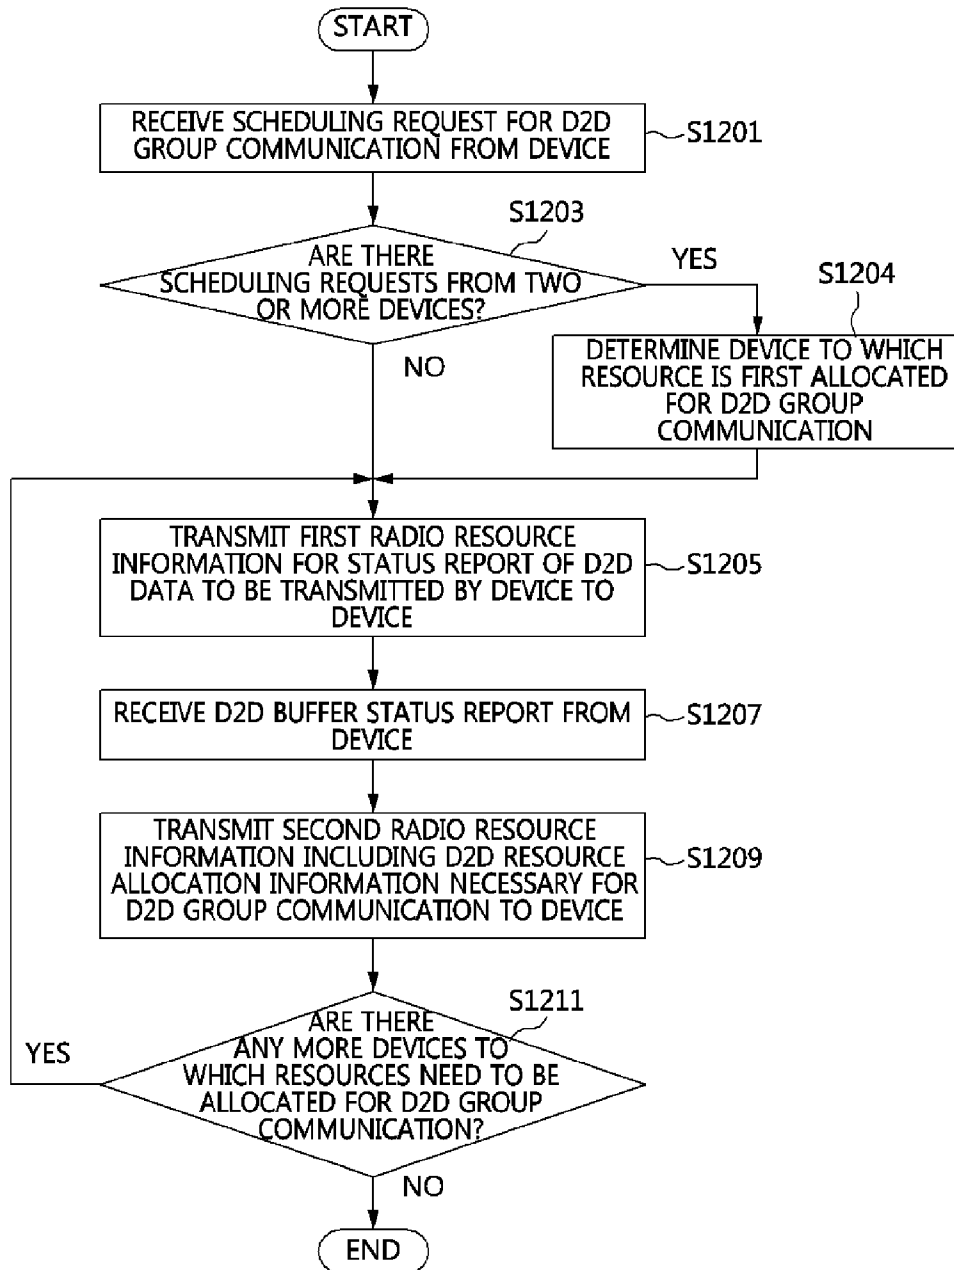 START
RECEIVE SCHEDULING REQUEST FOR D2D
GROUP COMMUNICATION FROM DEVICE
S1201
S1203
ARE THERE
SCHEDULING REQUESTS FROM TWO
OR MORE DEVICES?
YES
NO
S1204
DETERMINE DEVICE TO WHICH
RESOURCE IS FIRST ALLOCATED
FOR D2D GROUP
COMMUNICATION
TRANSMIT FIRST RADIO RESOURCE
INFORMATION FOR STATUS REPORT OF D2D
DATA TO BE TRANSMITTED BY DEVICE TO
DEVICE
S1205
RECEIVE D2D BUFFER STATUS REPORT FROM
DEVICE
S1207
TRANSMIT SECOND RADIO RESOURCE
INFORMATION INCLUDING D2D RESOURCE
ALLOCATION INFORMATION NECESSARY FOR
D2D GROUP COMMUNICATION TO DEVICE
S1209
S1211
ARE THERE
ANY MORE DEVICES TO
WHICH RESOURCES NEED TO BE
ALLOCATED FOR D2D GROUP
COMMUNICATION?
YES
NO
END